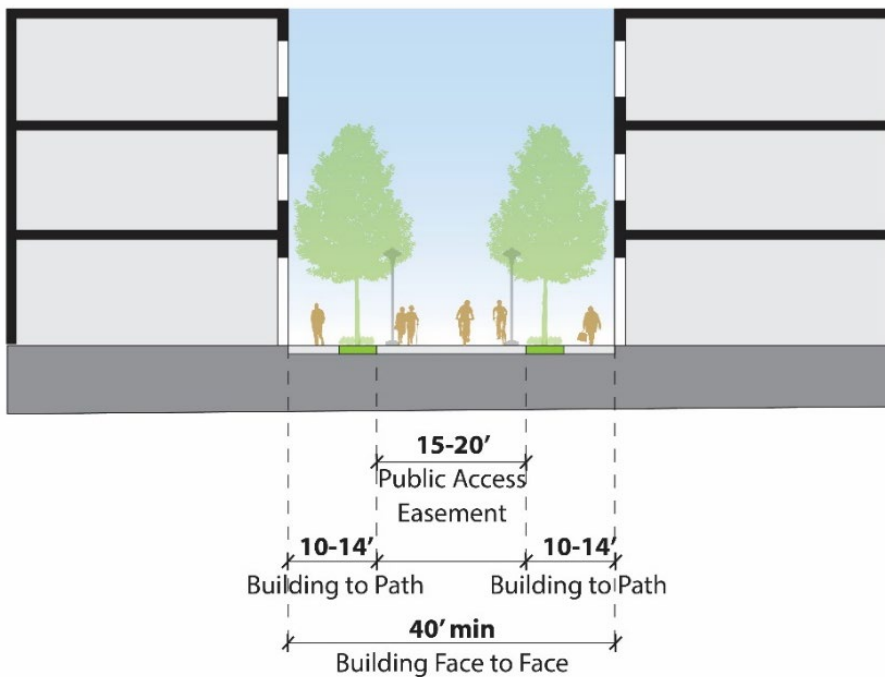 15-20’
Public Access
Easement
10-14’
Building to Path
10-14’
Building to Path
40’ min
Building Face to Face